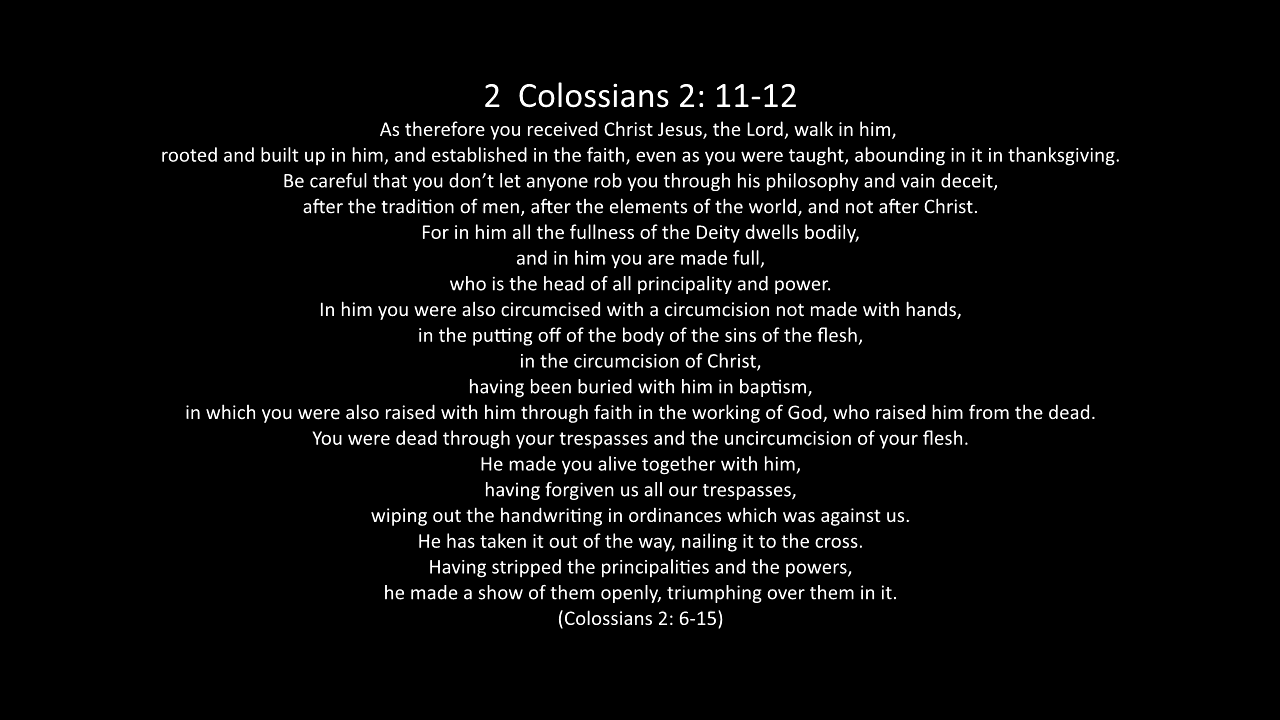 2  Colossians 2: 11-12
As therefore you received Christ Jesus, the Lord, walk in him,
rooted and built up in him, and established in the faith, even as you were taught, abounding in it in thanksgiving.
Be careful that you don’t let anyone rob you through his philosophy and vain deceit,
after the tradition of men, after the elements of the world, and not after Christ.
For in him all the fullness of the Deity dwells bodily,
and in him you are made full,
who is the head of all principality and power.
In him you were also circumcised with a circumcision not made with hands,
in the putting off of the body of the sins of the flesh,
in the circumcision of Christ,
having been buried with him in baptism,
in which you were also raised with him through faith in the working of God, who raised him from the dead.
You were dead through your trespasses and the uncircumcision of your flesh.
He made you alive together with him,
having forgiven us all our trespasses,
wiping out the handwriting in ordinances which was against us.
He has taken it out of the way, nailing it to the cross.
Having stripped the principalities and the powers,
he made a show of them openly, triumphing over them in it.
(Colossians 2: 6-15)